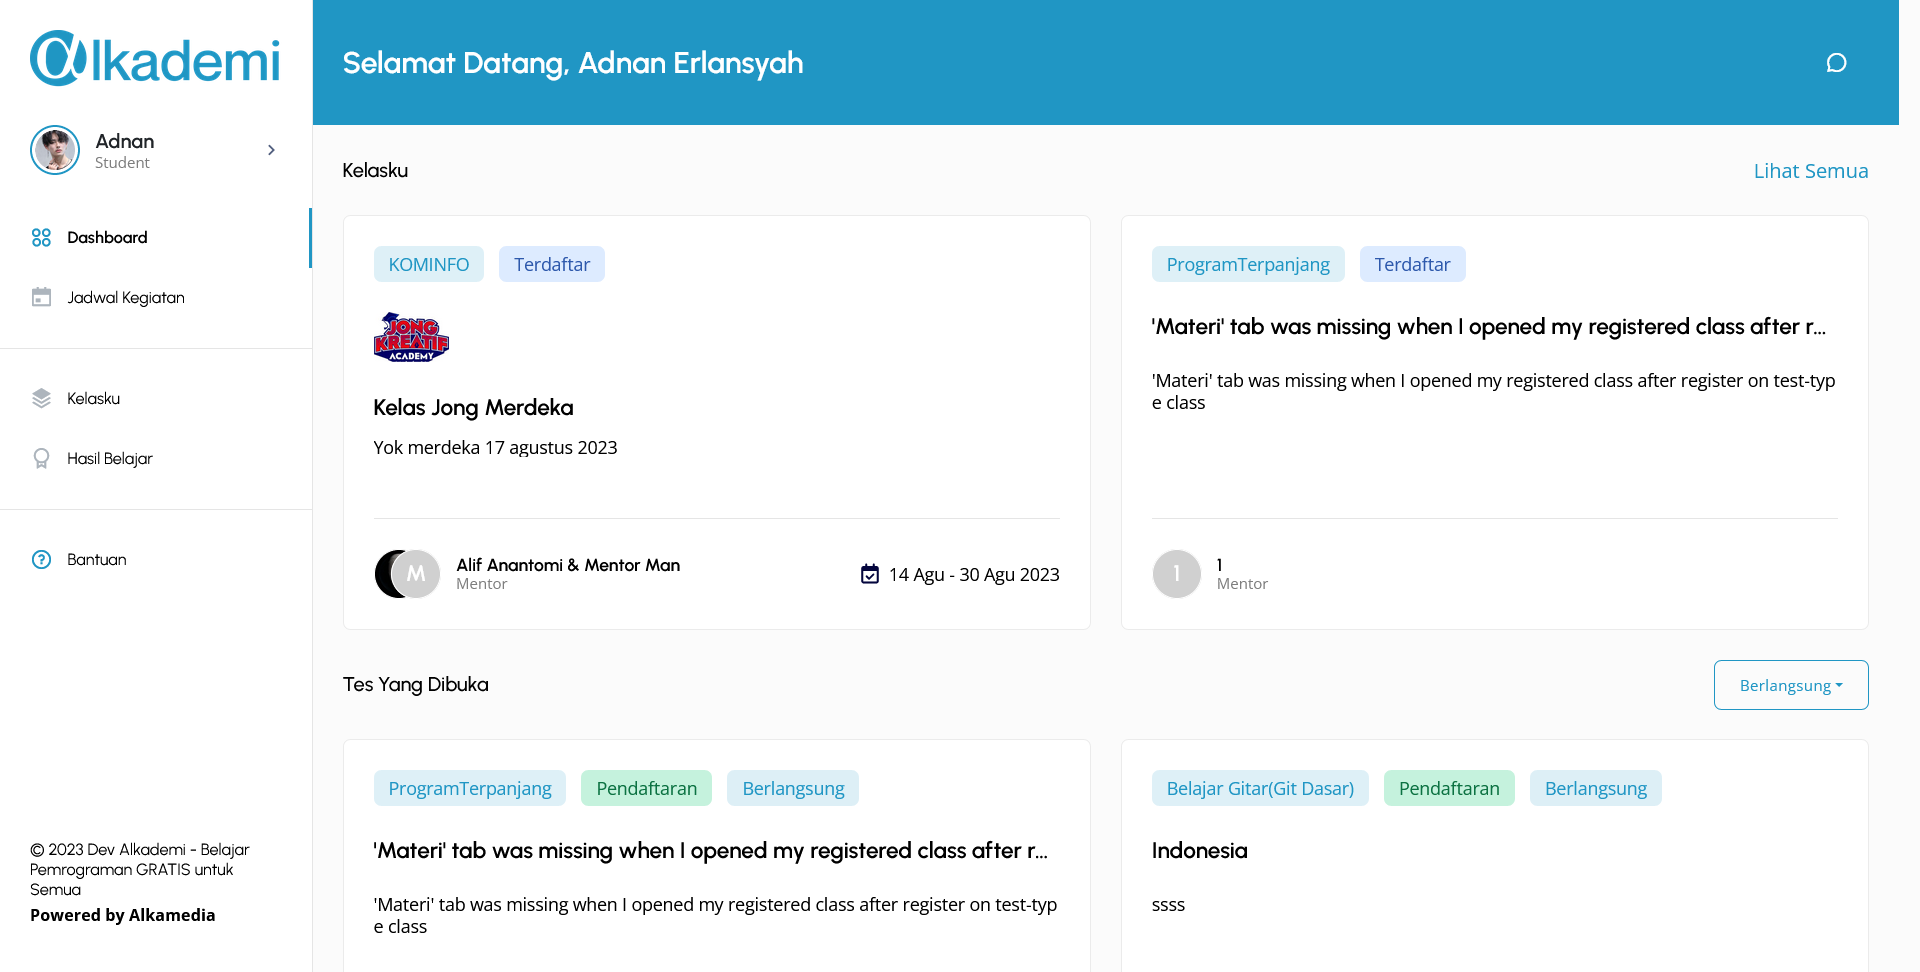 Alkademi
Adnan
Student
Dashboard
Jadwal Kegiatan
Kelasku
Hasil Belajar
Bantuan
© 2023 Dev Alkademi - Belajar
Pemrograman GRATIS untuk
Semua
Powered by Alkamedia
Selamat Datang, Adnan Erlansyah
Kelasku
Lihat Semua
KOMINFO
Terdaftar
JONG
KREATIF
ACADEMY
Kelas Jong Merdeka
Yok merdeka 17 agustus 2023
M
Alif Anantomi & Mentor Man
Mentor
14 Agu - 30 Agu 2023
ProgramTerpanjang
Terdaftar
'Materi' tab was missing when I opened my registered class after r...
'Materi' tab was missing when I opened my registered class after register on test-typ
e class
1
1
Mentor
Tes Yang Dibuka
Berlangsung
ProgramTerpanjang
Pendaftaran
Berlangsung
'Materi' tab was missing when I opened my registered class after r...
'Materi' tab was missing when I opened my registered class after register on test-typ
e class
Belajar Gitar(Git Dasar)
Pendaftaran
Berlangsung
Indonesia
ssss